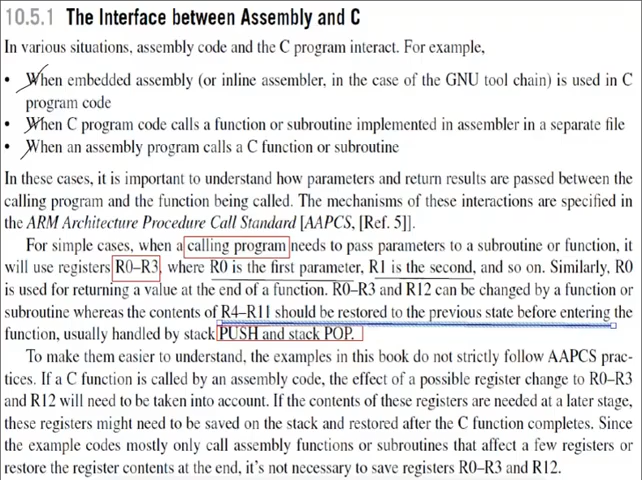 10.5.1 The Interface between Assembly and C
In various situations, assembly code and the C program interact. For example,
• When embedded assembly (or inline assembler, in the case of the GNU tool chain) is used in C
program code
• When C program code calls a function or subroutine implemented in assembler in a separate file
• When an assembly program calls a C function or subroutine
In these cases, it is important to understand how parameters and return results are passed between the
calling program and the function being called. The mechanisms of these interactions are specified in
the ARM Architecture Procedure Call Standard [AAPCS, [Ref. 5]].
For simple cases, when a calling program needs to pass parameters to a subroutine or function, it
will use registers R0–R3, where R0 is the first parameter, R1 is the second, and so on. Similarly, R0
is used for returning a value at the end of a function. R0–R3 and R12 can be changed by a function or
subroutine whereas the contents of R4–R11 should be restored to the previous state before entering the
function, usually handled by stack PUSH and stack POP.
To make them easier to understand, the examples in this book do not strictly follow AAPCS prac-
tices. If a C function is called by an assembly code, the effect of a possible register change to R0–R3
and R12 will need to be taken into account. If the contents of these registers are needed at a later stage,
these registers might need to be saved on the stack and restored after the C function completes. Since
the example codes mostly only call assembly functions or subroutines that affect a few registers or
restore the register contents at the end, it's not necessary to save registers R0–R3 and R12.